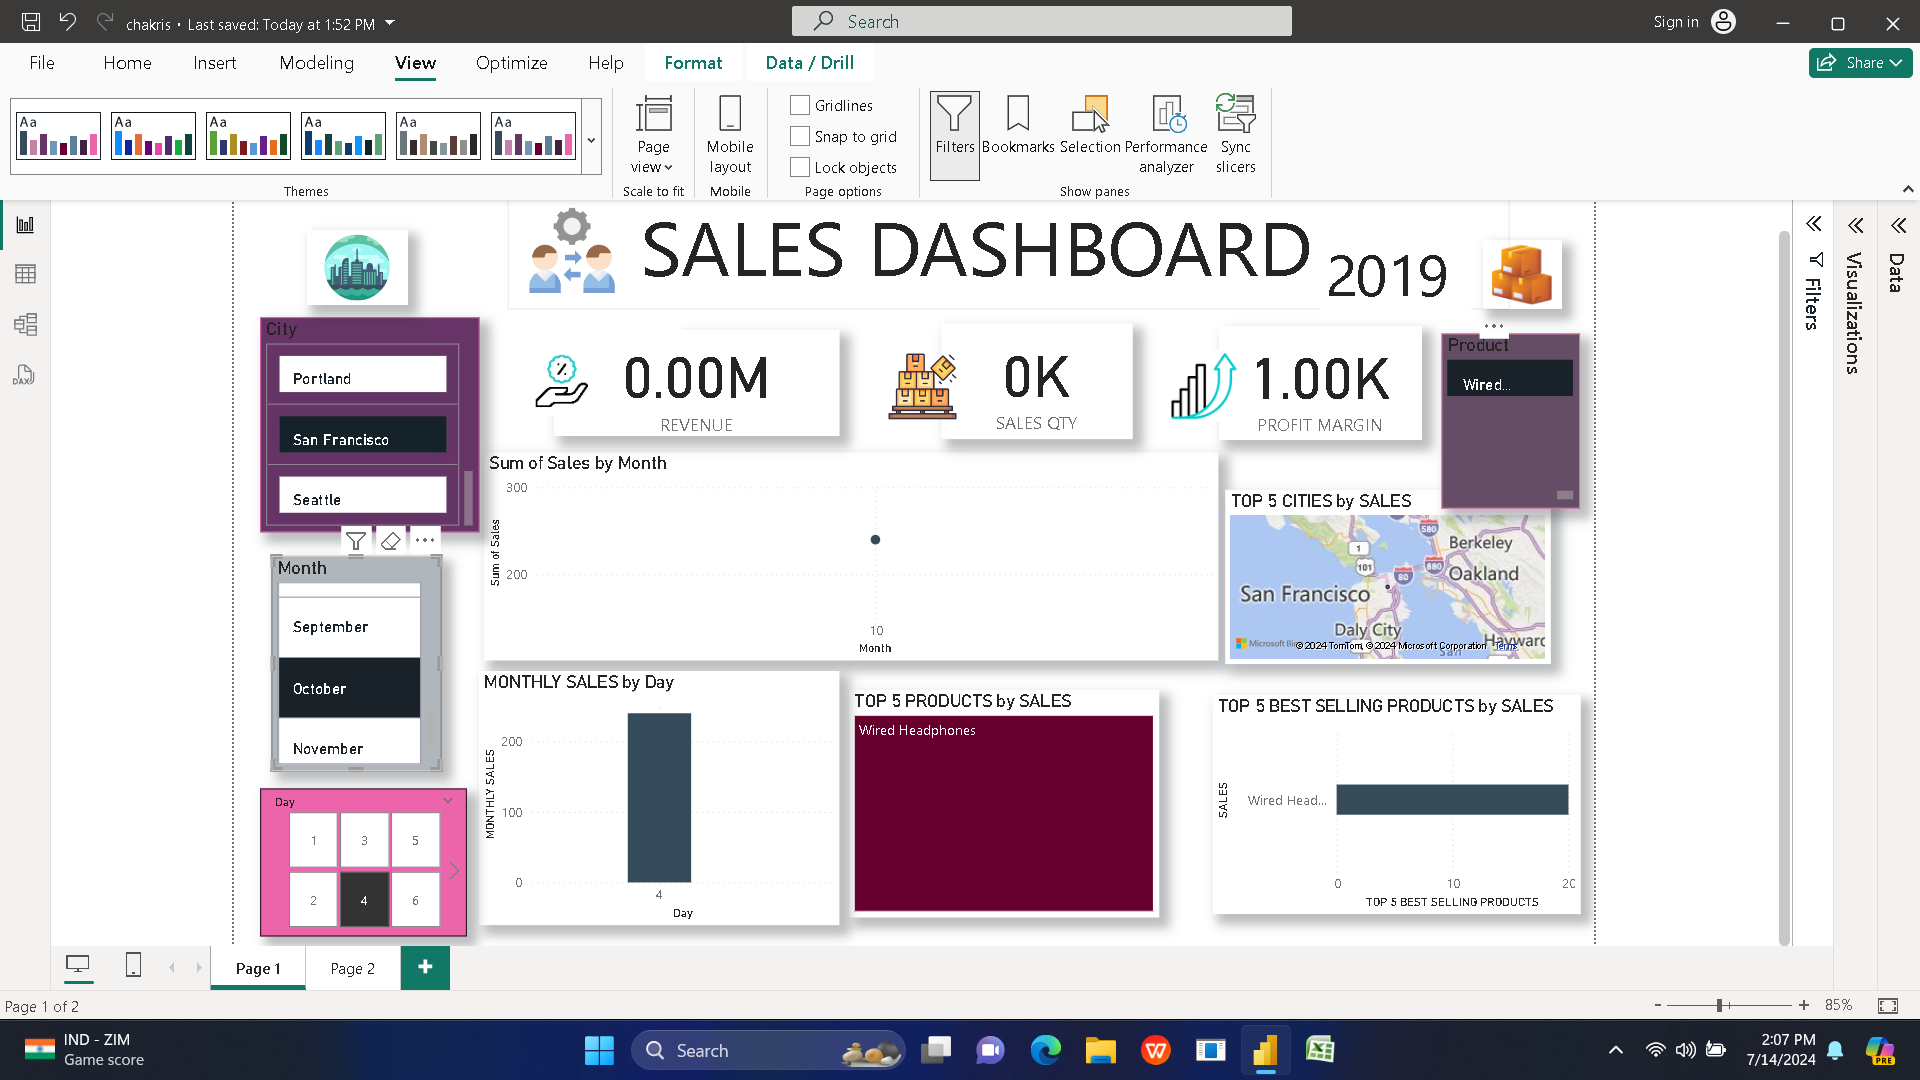 chakris • Last saved: Today at 1:52 PM
Search
Sign in
File Home Insert Modeling View Optimize Help Format Data / Drill
Share
Aa Aa Aa Aa Aa Aa
Page view
Mobile layout
Gridlines
Snap to grid
Lock objects
Filters
Bookmarks
Selection
Performance analyzer
Sync slicers
Themes
Scale to fit
Mobile
Page options
Show panes
SALES DASHBOARD
2019
Filters
Visualizations
Data
City
Portland
San Francisco
Seattle
0.00M
REVENUE
0K
SALES QTY
1.00K
PROFIT MARGIN
Product
Wired...
Sum of Sales by Month
300
200
Sum of Sales
10
Month
TOP 5 CITIES by SALES
580
Berkeley
1
101
80
880
Oakland
San Francisco
Daly City
Hayward
San
Microsoft Bi
© 2024 TomTom, © 2024 Microsoft Corporation Terms
Month
September
October
November
Day
1 3 5
2 4 6
MONTHLY SALES by Day
200
100
0
MONTHLY SALES
4
Day
TOP 5 PRODUCTS by SALES
Wired Headphones
TOP 5 BEST SELLING PRODUCTS by SALES
SALES
Wired Head...
0 10 20
TOP 5 BEST SELLING PRODUCTS
Page 1
Page 2
Page 1 of 2
- + 85%
IND - ZIM
Game score
Search
2:07 PM
7/14/2024
PRE